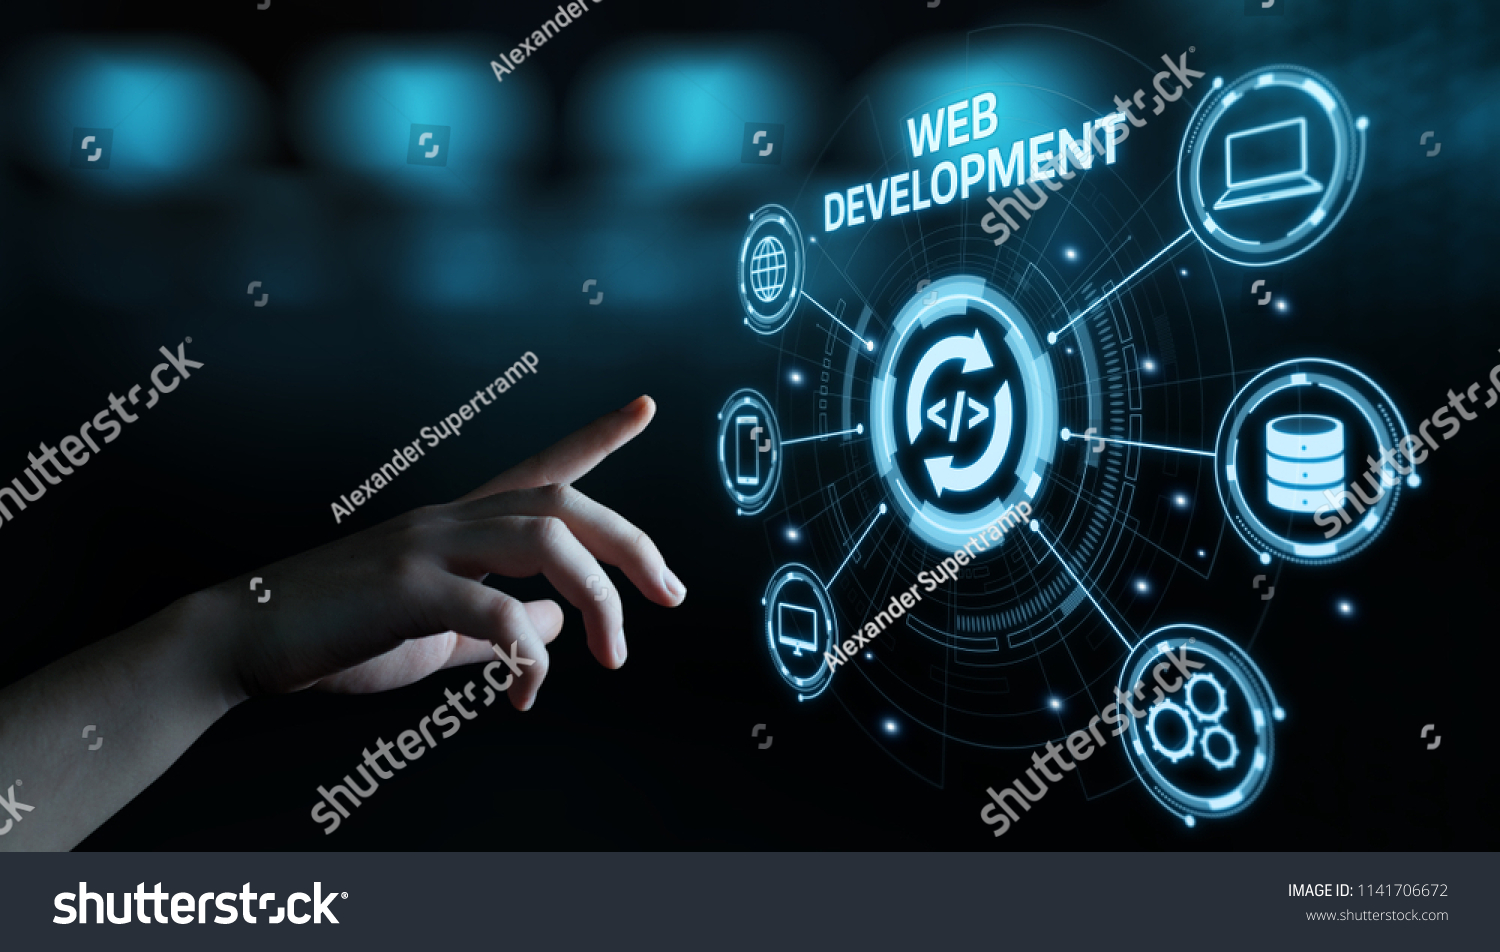 Alexander
WEB
DEVELOPMENT
shutterstock
</>
shutterstock
Alexander Supertramp
shutterstock
Alexander Supertramp
shutterstock
shutterstock
shutterstock®
IMAGE ID: 1141706672
www.shutterstock.com